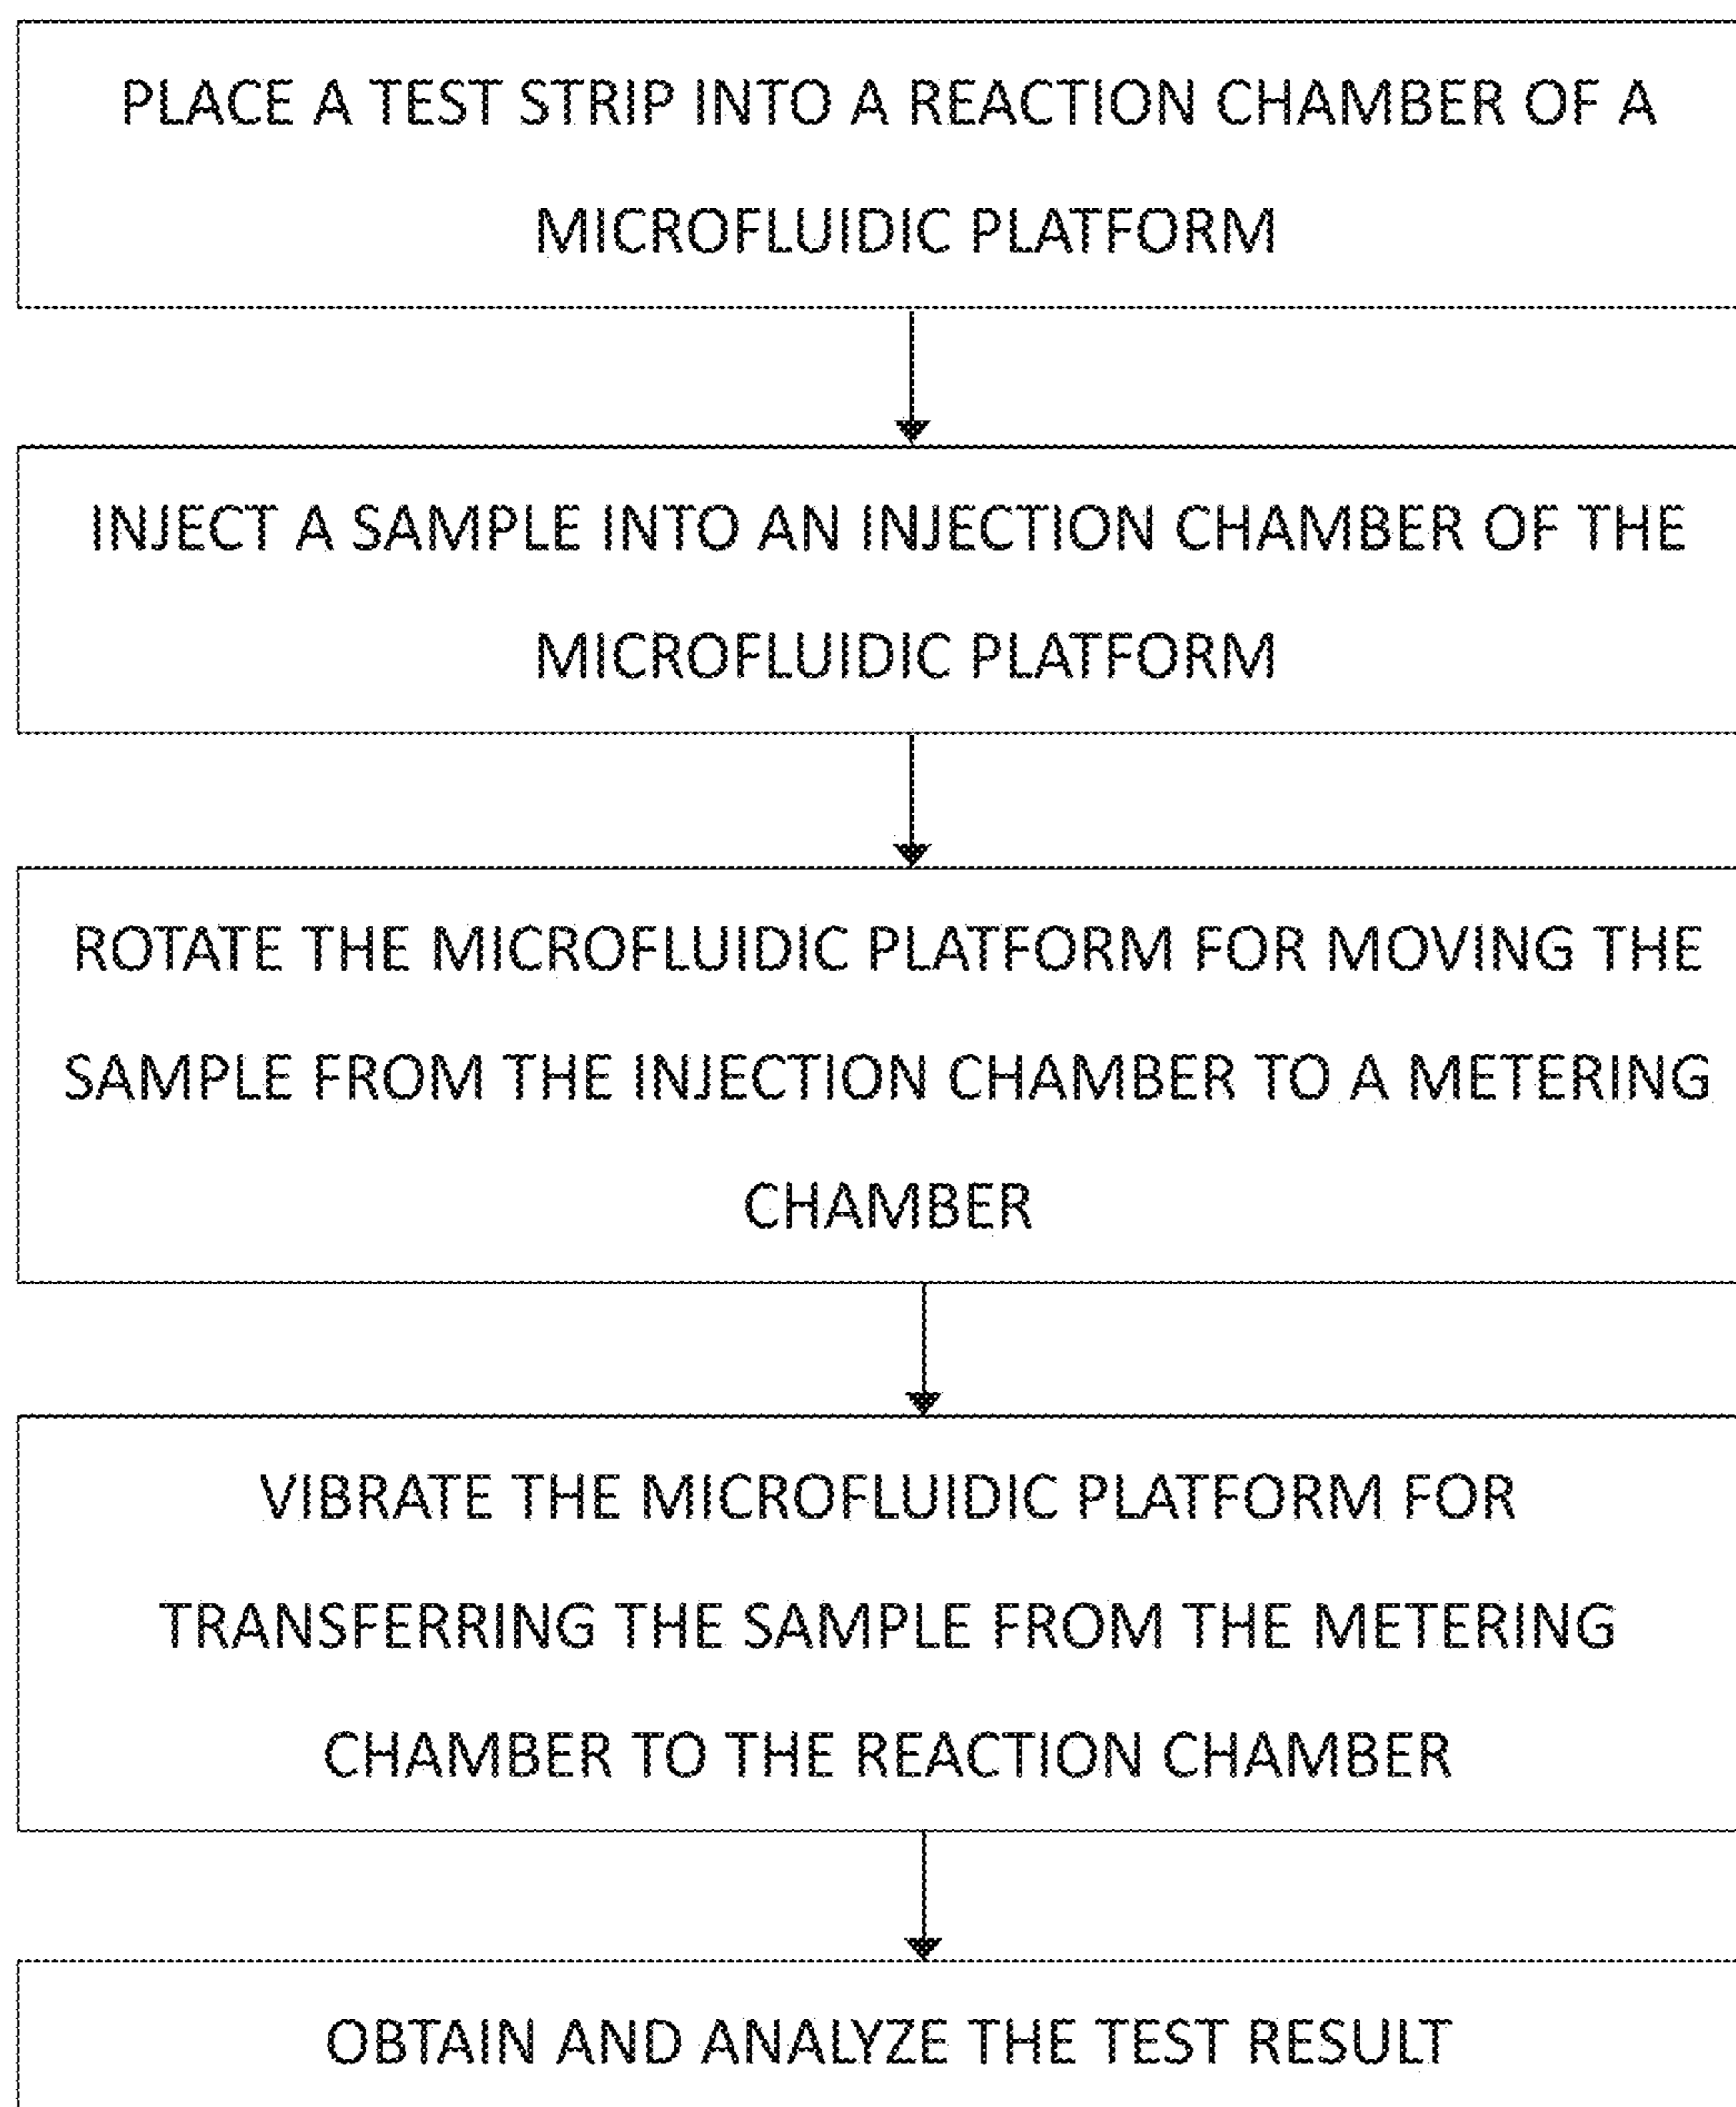 PLACE A TEST STRIP INTO A REACTION CHAMBER OF A
MICROFLUIDIC PLATFORM
INJECT A SAMPLE INTO AN INJECTION CHAMBER OF THE
MICROFLUIDIC PLATFORM
ROTATE THE MICROFLUIDIC PLATFORM FOR MOVING THE
SAMPLE FROM THE INJECTION CHAMBER TO A METERING
CHAMBER
VIBRATE THE MICROFLUIDIC PLATFORM FOR
TRANSFERRING THE SAMPLE FROM THE METERING
CHAMBER TO THE REACTION CHAMBER
OBTAIN AND ANALYZE THE TEST RESULT